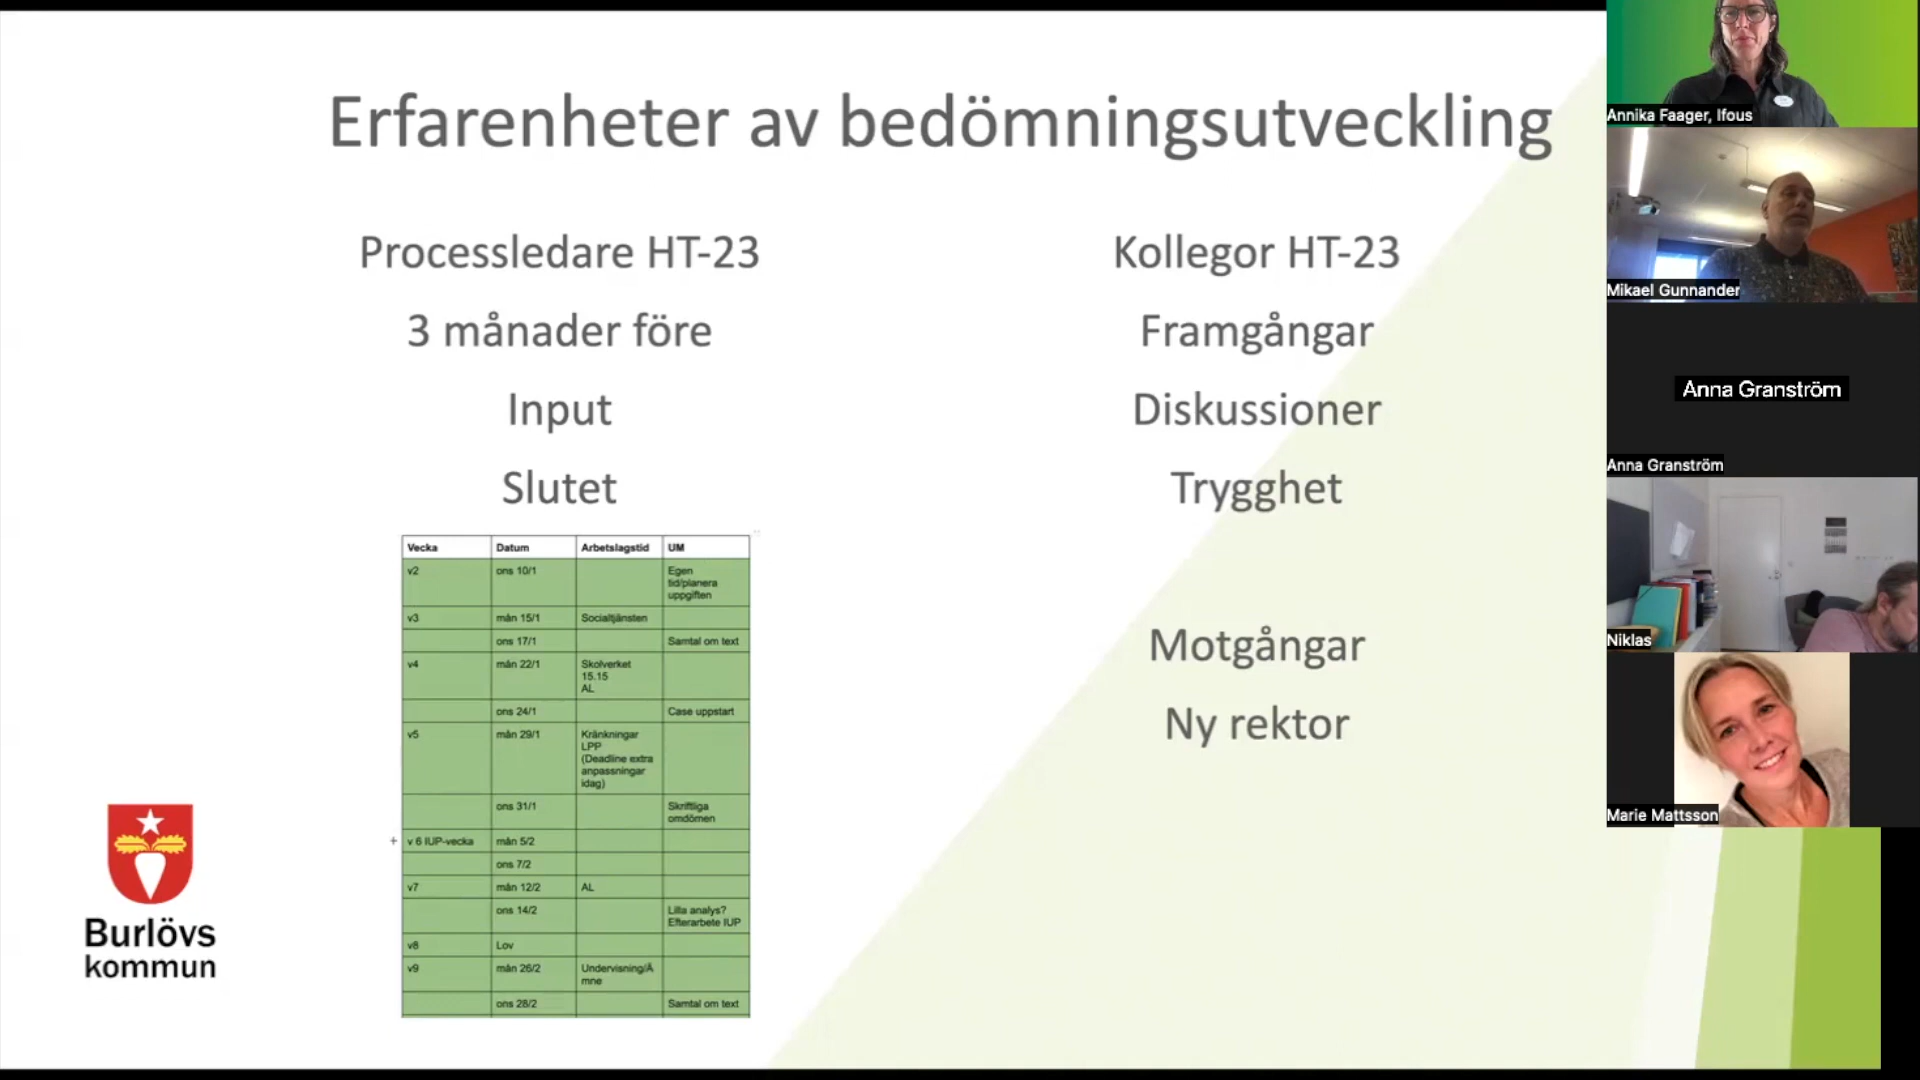 Erfarenheter av bedömningsutveckling
Processledare HT-23
3 månader före
Input
Slutet
Kollegor HT-23
Framgångar
Diskussioner
Trygghet
Motgångar
Ny rektor
Vecka Datum Arbetslagstid UM
v2 ons 10/1 Egen
tid/planera
uppgiften
v3 mån 15/1 Socialtjänsten
ons 17/1 Samtal om text
v4 mån 22/1 Skolverket
15.15
AL
ons 24/1 Case uppstart
v5 mån 29/1 Kränkningar
LPP
(Deadline extra
anpassningar
idag)
ons 31/1 Skriftliga
omdömen
v 6 IUP-vecka mån 5/2
ons 7/2
v7 mån 12/2 AL
ons 14/2 Lilla analys?
Efterarbete IUP
v8 Lov
v9 mån 26/2 Undervisning/Ä
mne
ons 28/2 Samtal om text
Burlövs
kommun
Annika Faager, Ifous
Mikael Gunnander
Anna Granström
Anna Granström
Niklas
Marie Mattsson